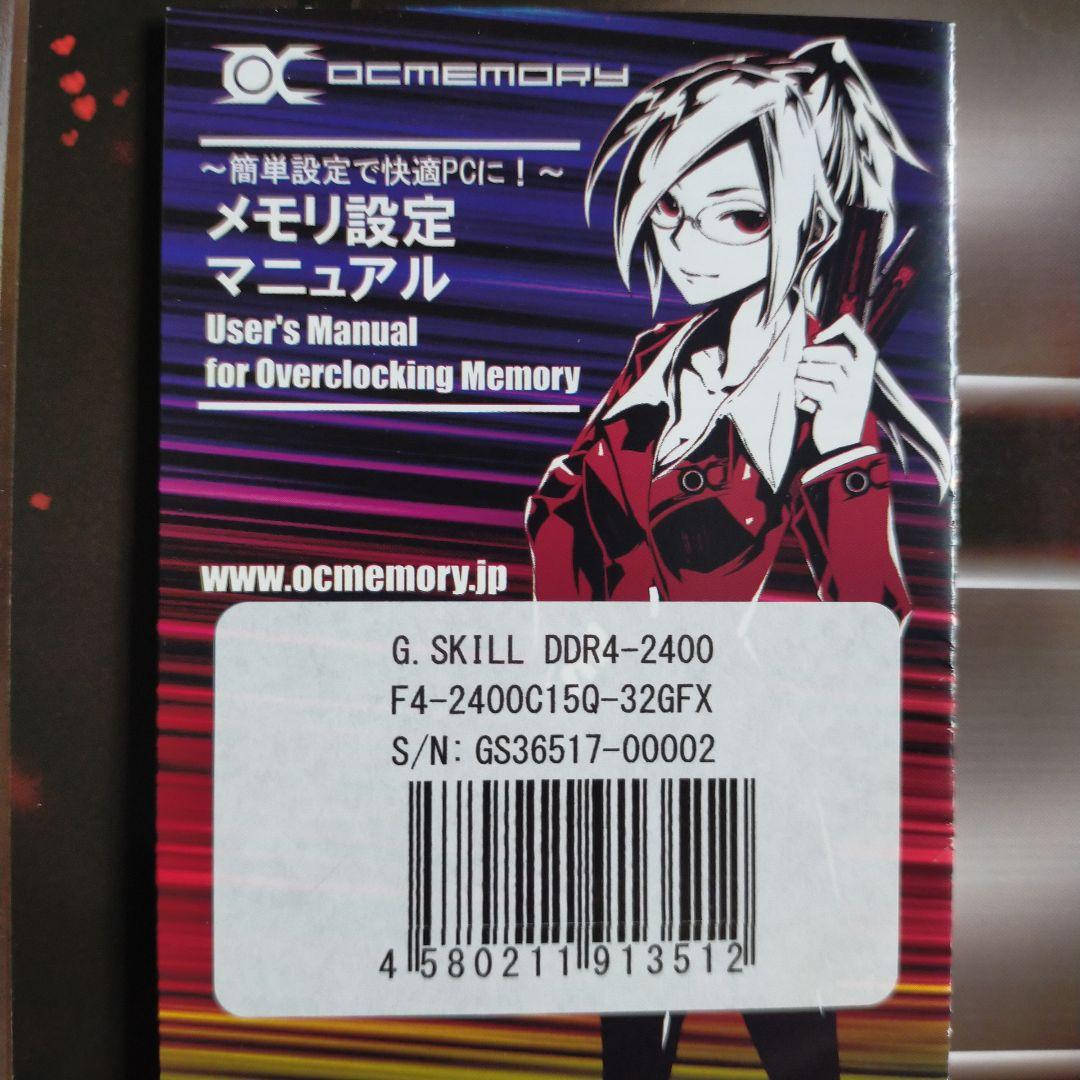 OC OCMEMORY
～簡単設定で快適PCに！～
メモリ設定
マニュアル
User's Manual
for Overclocking Memory
www.ocmemory.jp
G.SKILL DDR4-2400
F4-2400C15Q-32GFX
S/N: GS36517-00002
4 580211 913512